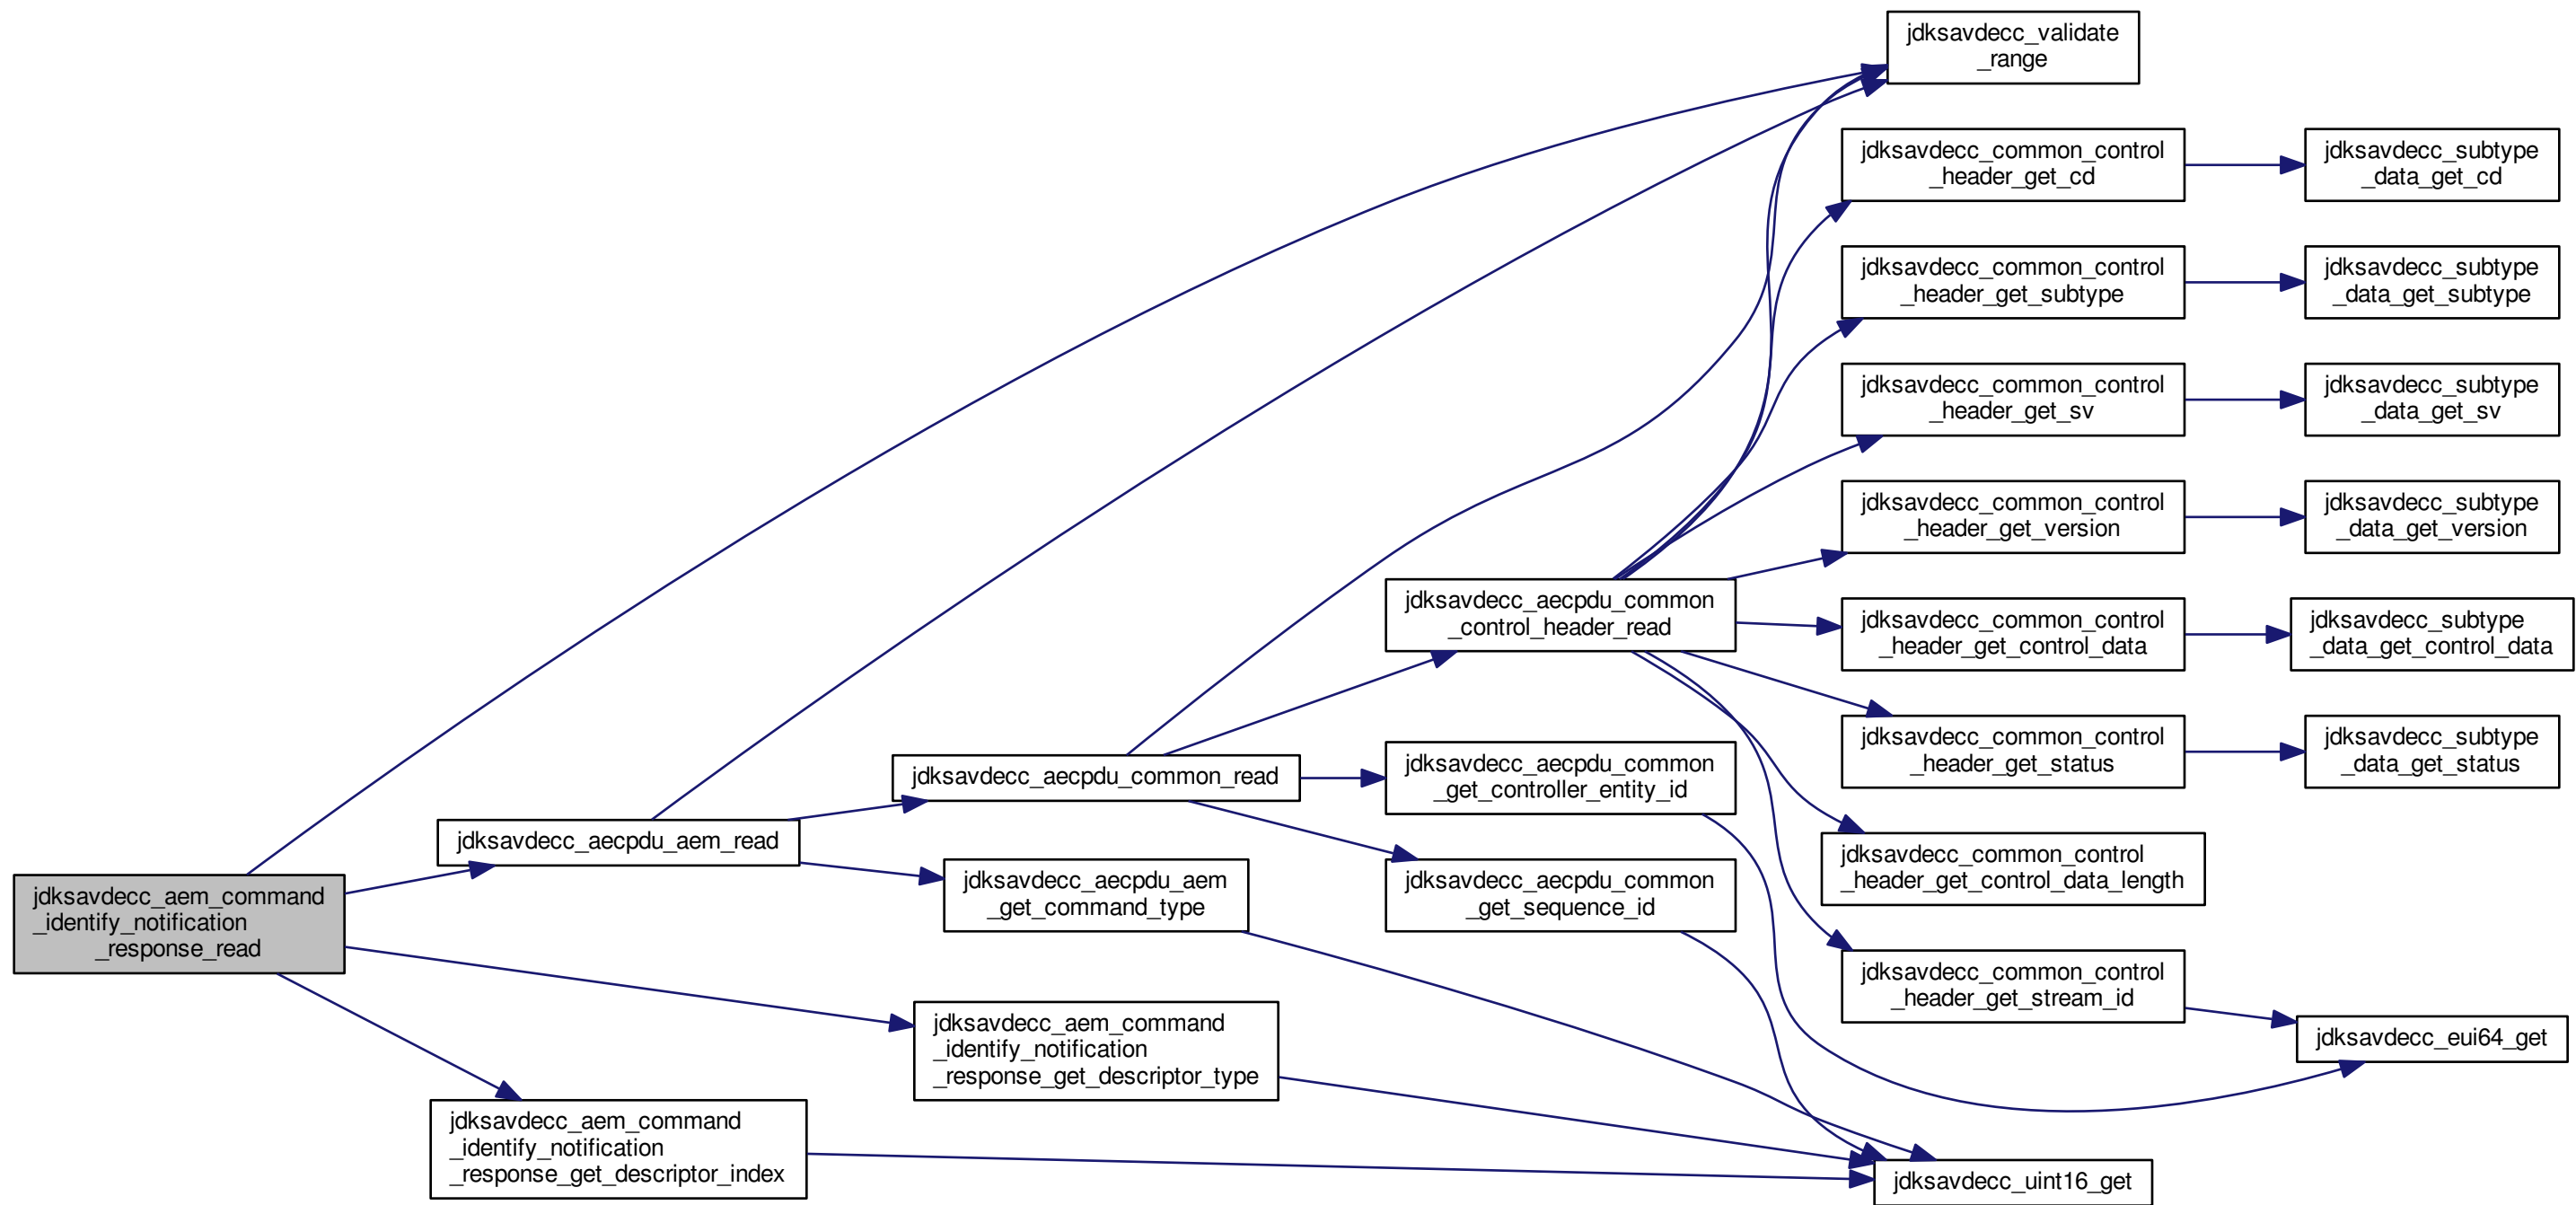 jdksavdecc_validate
_range
jdksavdecc_common_control
_header_get_cd
jdksavdecc_subtype
_data_get_cd
jdksavdecc_common_control
_header_get_subtype
jdksavdecc_subtype
_data_get_subtype
jdksavdecc_common_control
_header_get_sv
jdksavdecc_subtype
_data_get_sv
jdksavdecc_common_control
_header_get_version
jdksavdecc_subtype
_data_get_version
jdksavdecc_aecpdu_common
_control_header_read
jdksavdecc_common_control
_header_get_control_data
jdksavdecc_subtype
_data_get_control_data
jdksavdecc_common_control
_header_get_status
jdksavdecc_subtype
_data_get_status
jdksavdecc_aecpdu_common_read
jdksavdecc_aecpdu_common
_get_controller_entity_id
jdksavdecc_aecpdu_aem_read
jdksavdecc_common_control
_header_get_control_data_length
jdksavdecc_aem_command
_identify_notification
_response_read
jdksavdecc_aecpdu_aem
_get_command_type
jdksavdecc_aecpdu_common
_get_sequence_id
jdksavdecc_common_control
_header_get_stream_id
jdksavdecc_aem_command
_identify_notification
_response_get_descriptor_type
jdksavdecc_eui64_get
jdksavdecc_aem_command
_identify_notification
_response_get_descriptor_index
jdksavdecc_uint16_get